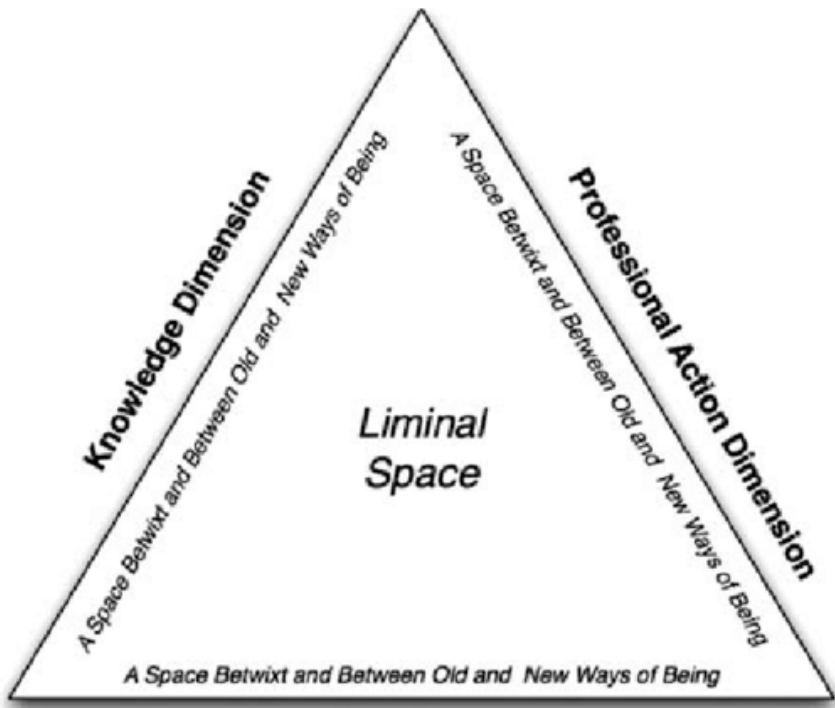 Knowledge Dimension
A Space Betwixt and Between Old and New Ways of Being
A Space Betwixt and Between Old and New Ways of Being
Professional Action Dimension
Liminal
Space
A Space Betwixt and Between Old and New Ways of Being